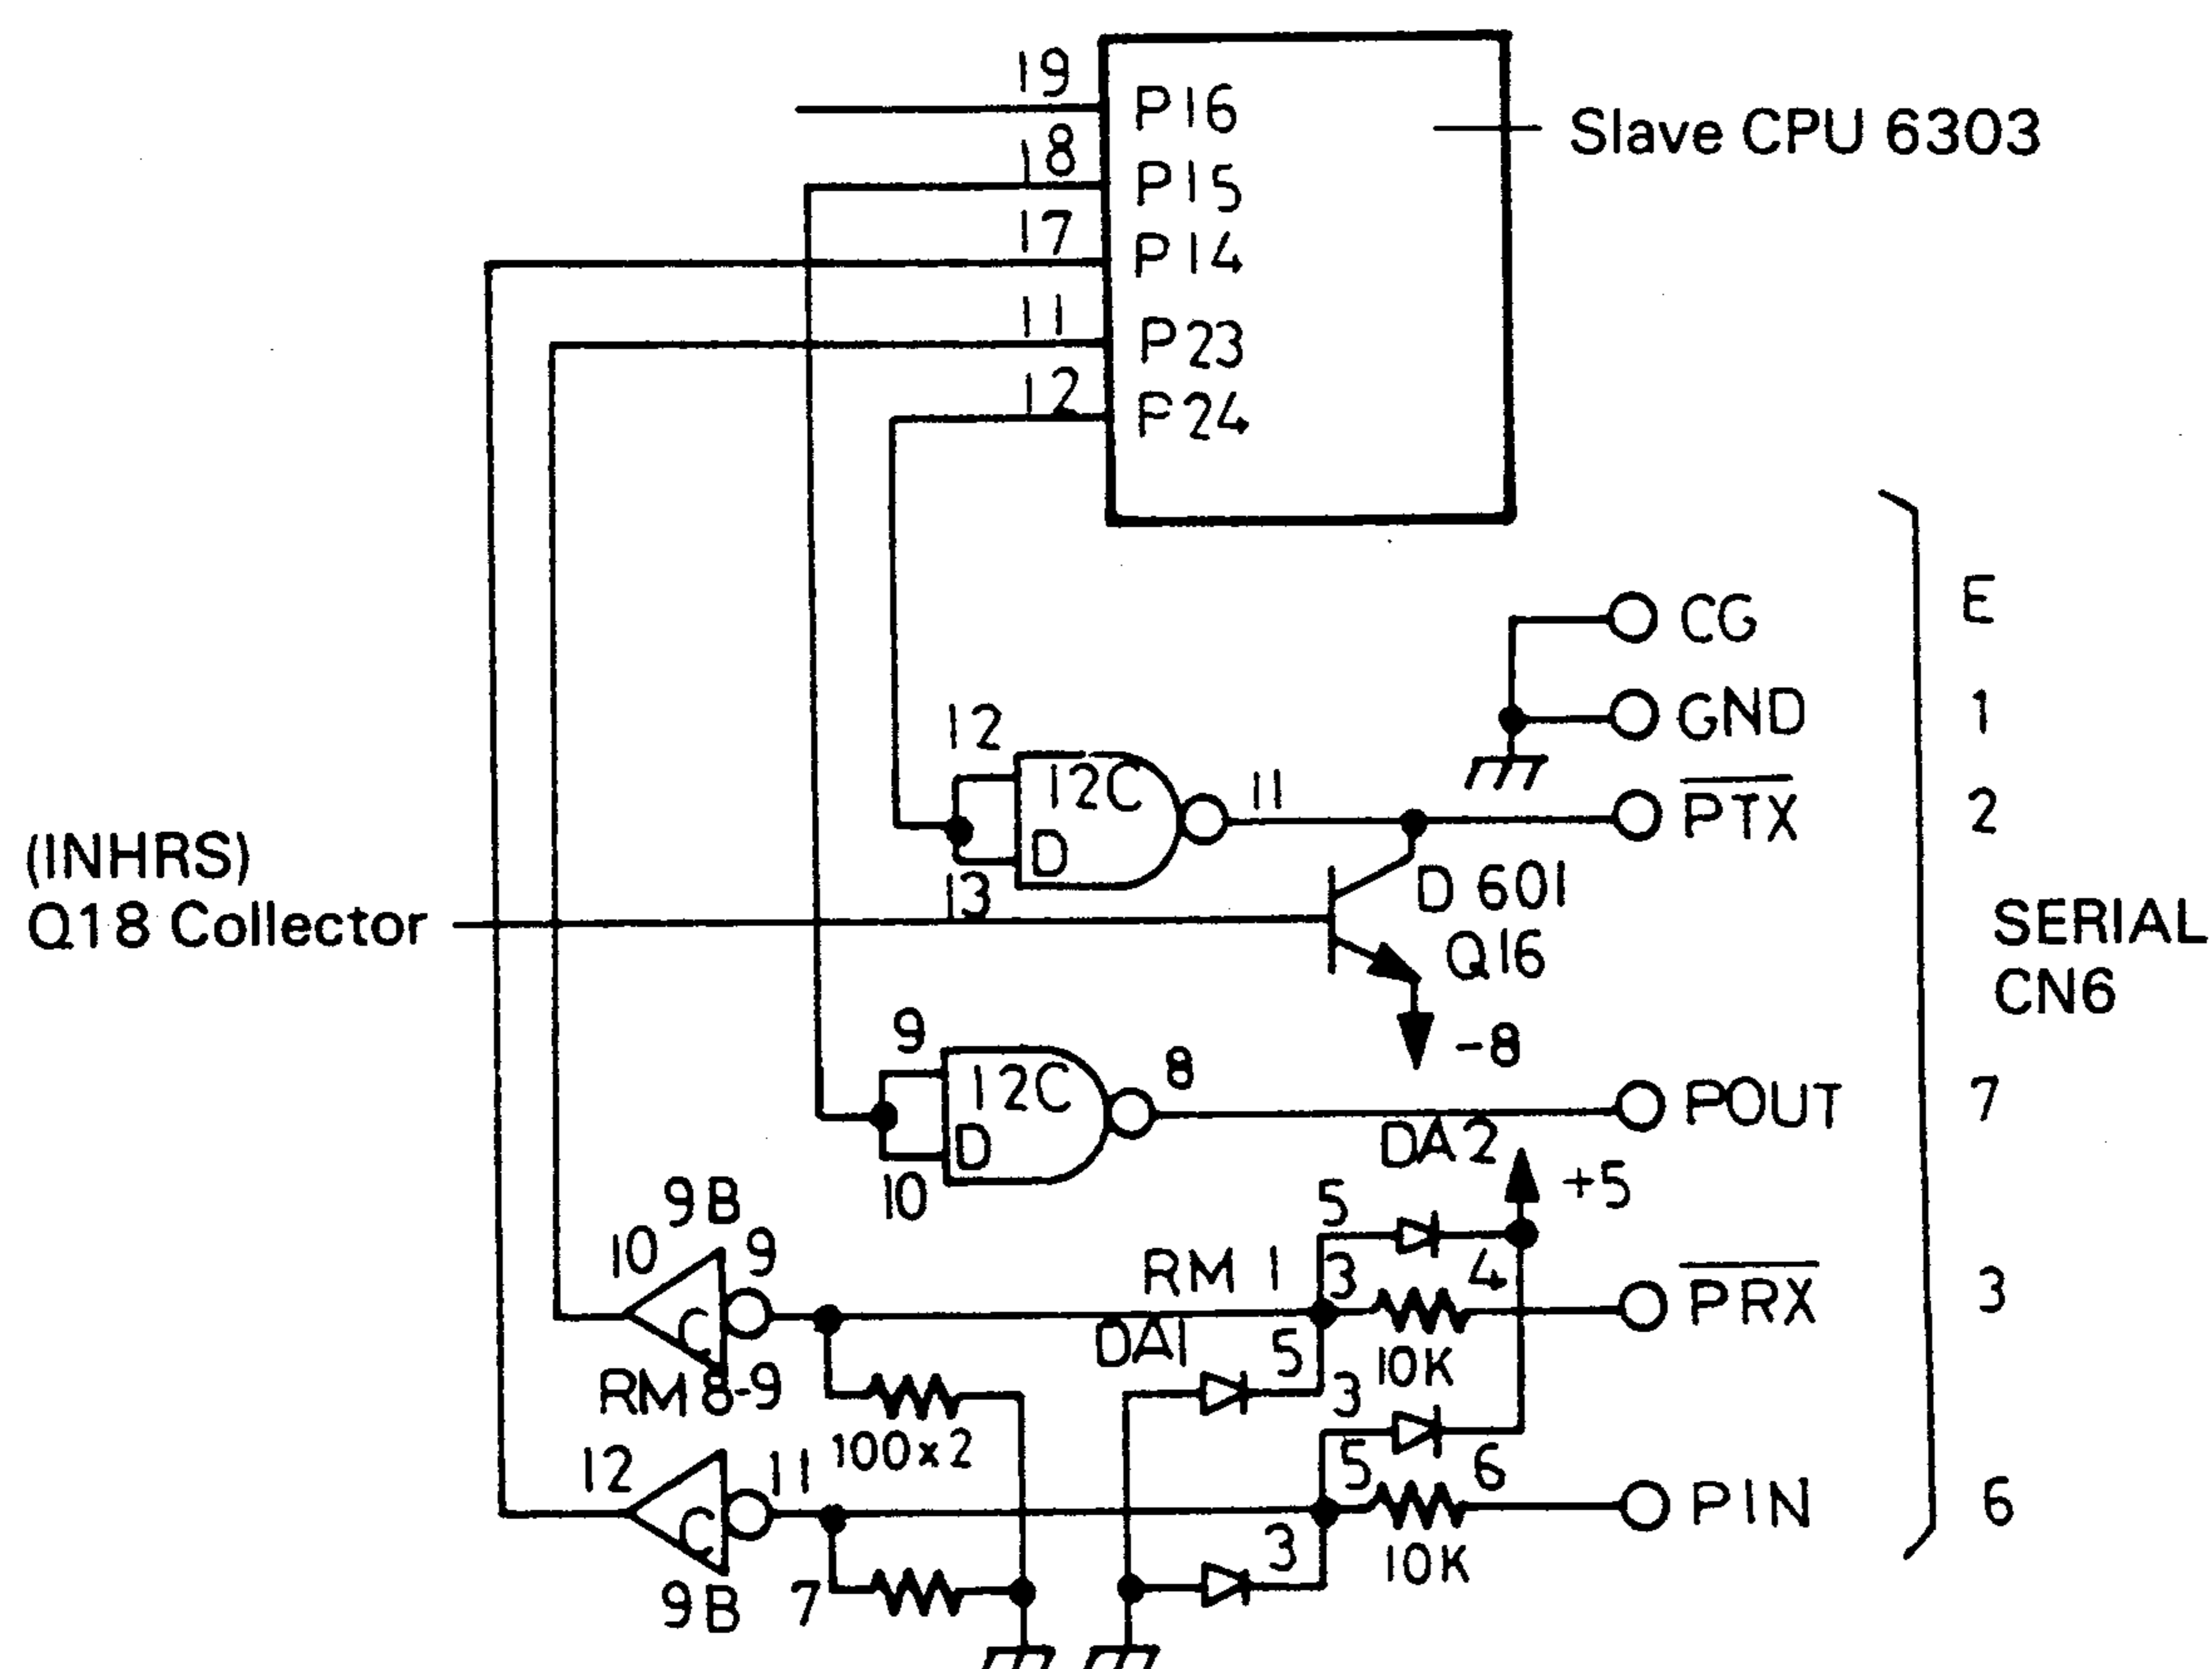 19
P16
Slave CPU 6303
18
P15
17
P14
11
P23
12
P24
CG
E
GND
1
12
12C
D
13
11
PTX
2
(INHRS)
Q18 Collector
D 601
Q16
-8
SERIAL
CN6
9
12C
D
10
8
POUT
7
DA2
+5
9B
10
9
C
RM 8-9
RM 1
5
3
4
PRX
3
DA1
5
10K
100x2
3
12
11
C
9B
7
5
6
PIN
6
3
10K